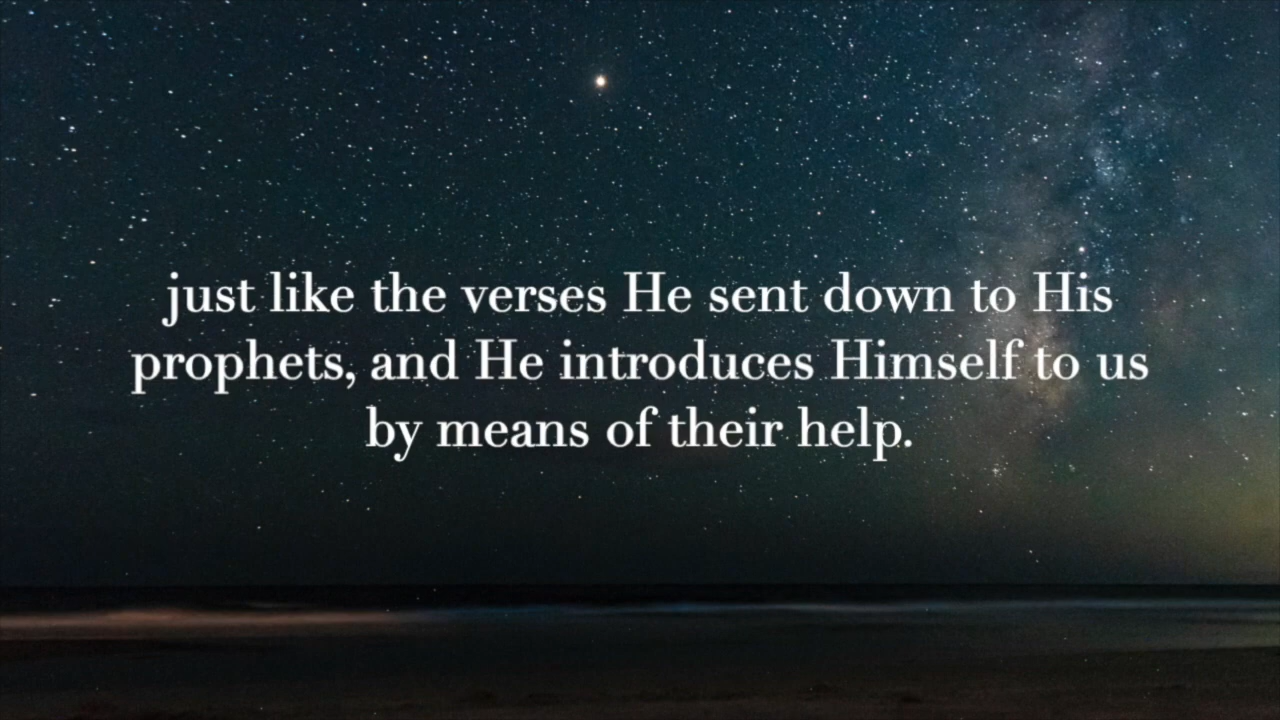 just like the verses He sent down to His
prophets, and He introduces Himself to us
by means of their help.